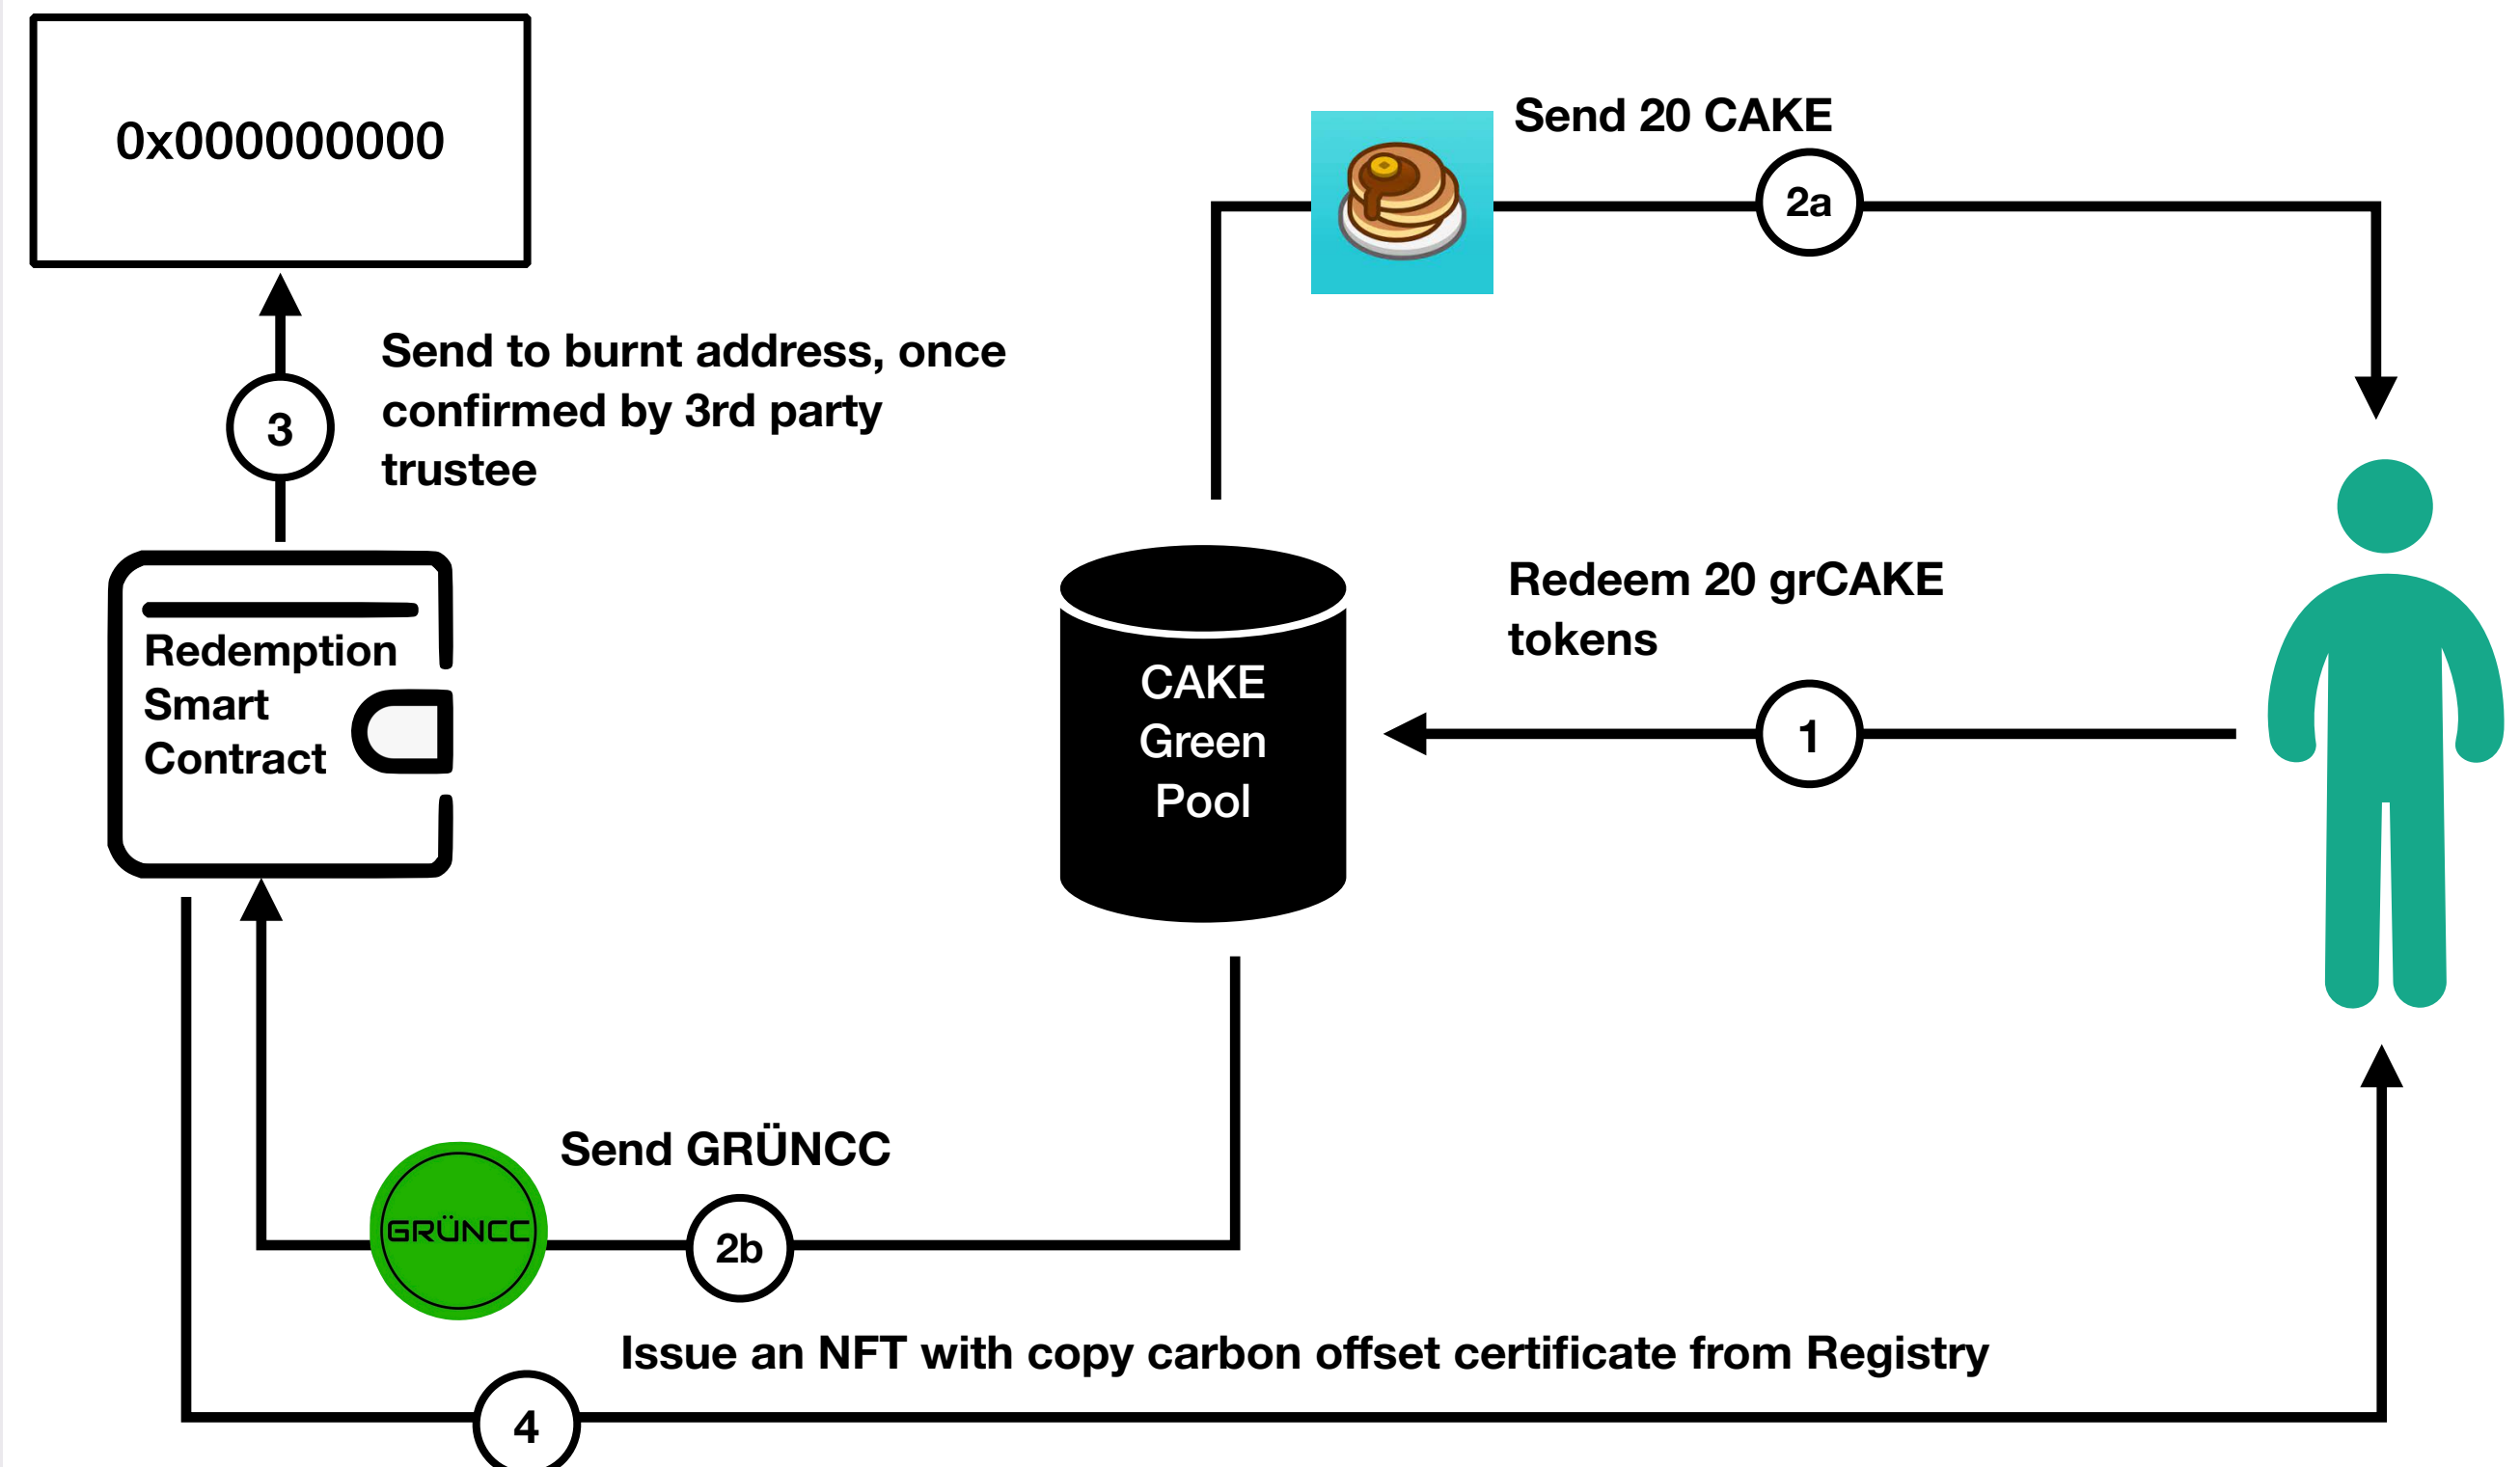 0x000000000
Send 20 CAKE
2a
Send to burnt address, once
confirmed by 3rd party
trustee
3
Redemption
Smart
Contract
CAKE
Green
Pool
Redeem 20 grCAKE
tokens
1
Send GRÜNCC
GRÜNCC
2b
Issue an NFT with copy carbon offset certificate from Registry
4